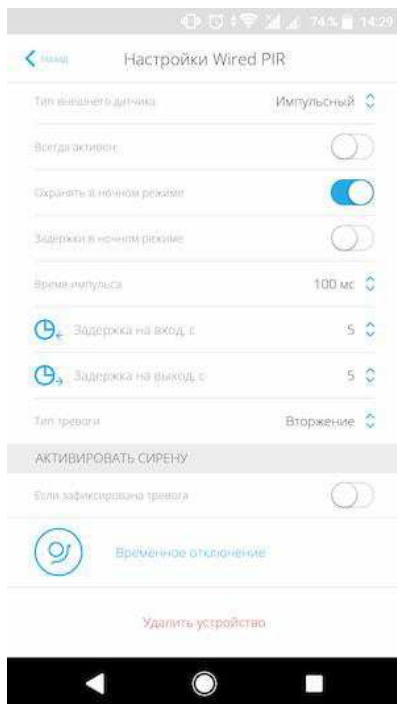 74 % 14:29
Назад Настройки Wired PIR
Тип внешнего датчика Импульсный
Всегда активен
Охранять в ночном режиме
Задержки в ночном режиме
Время импульса 100 мс
Задержка на вход, с 5
Задержка на выход, с 5
Тип тревоги Вторжение
АКТИВИРОВАТЬ СИРЕНУ
Если зафиксирована тревога
Временное отключение
Удалить устройство